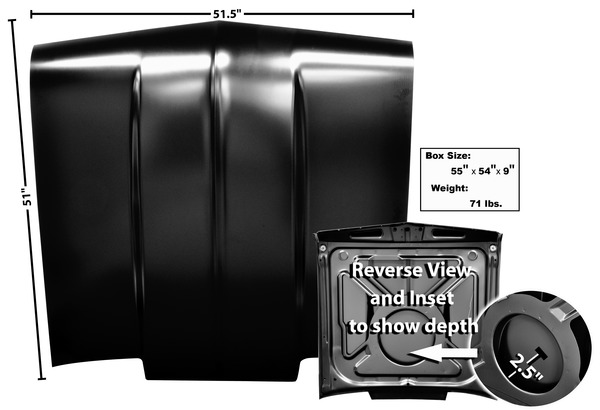 51.5"
51"
Box Size:
55" x 54" x 9"
Weight:
71 lbs.
Reverse View
and Inset
to show depth
2.5"